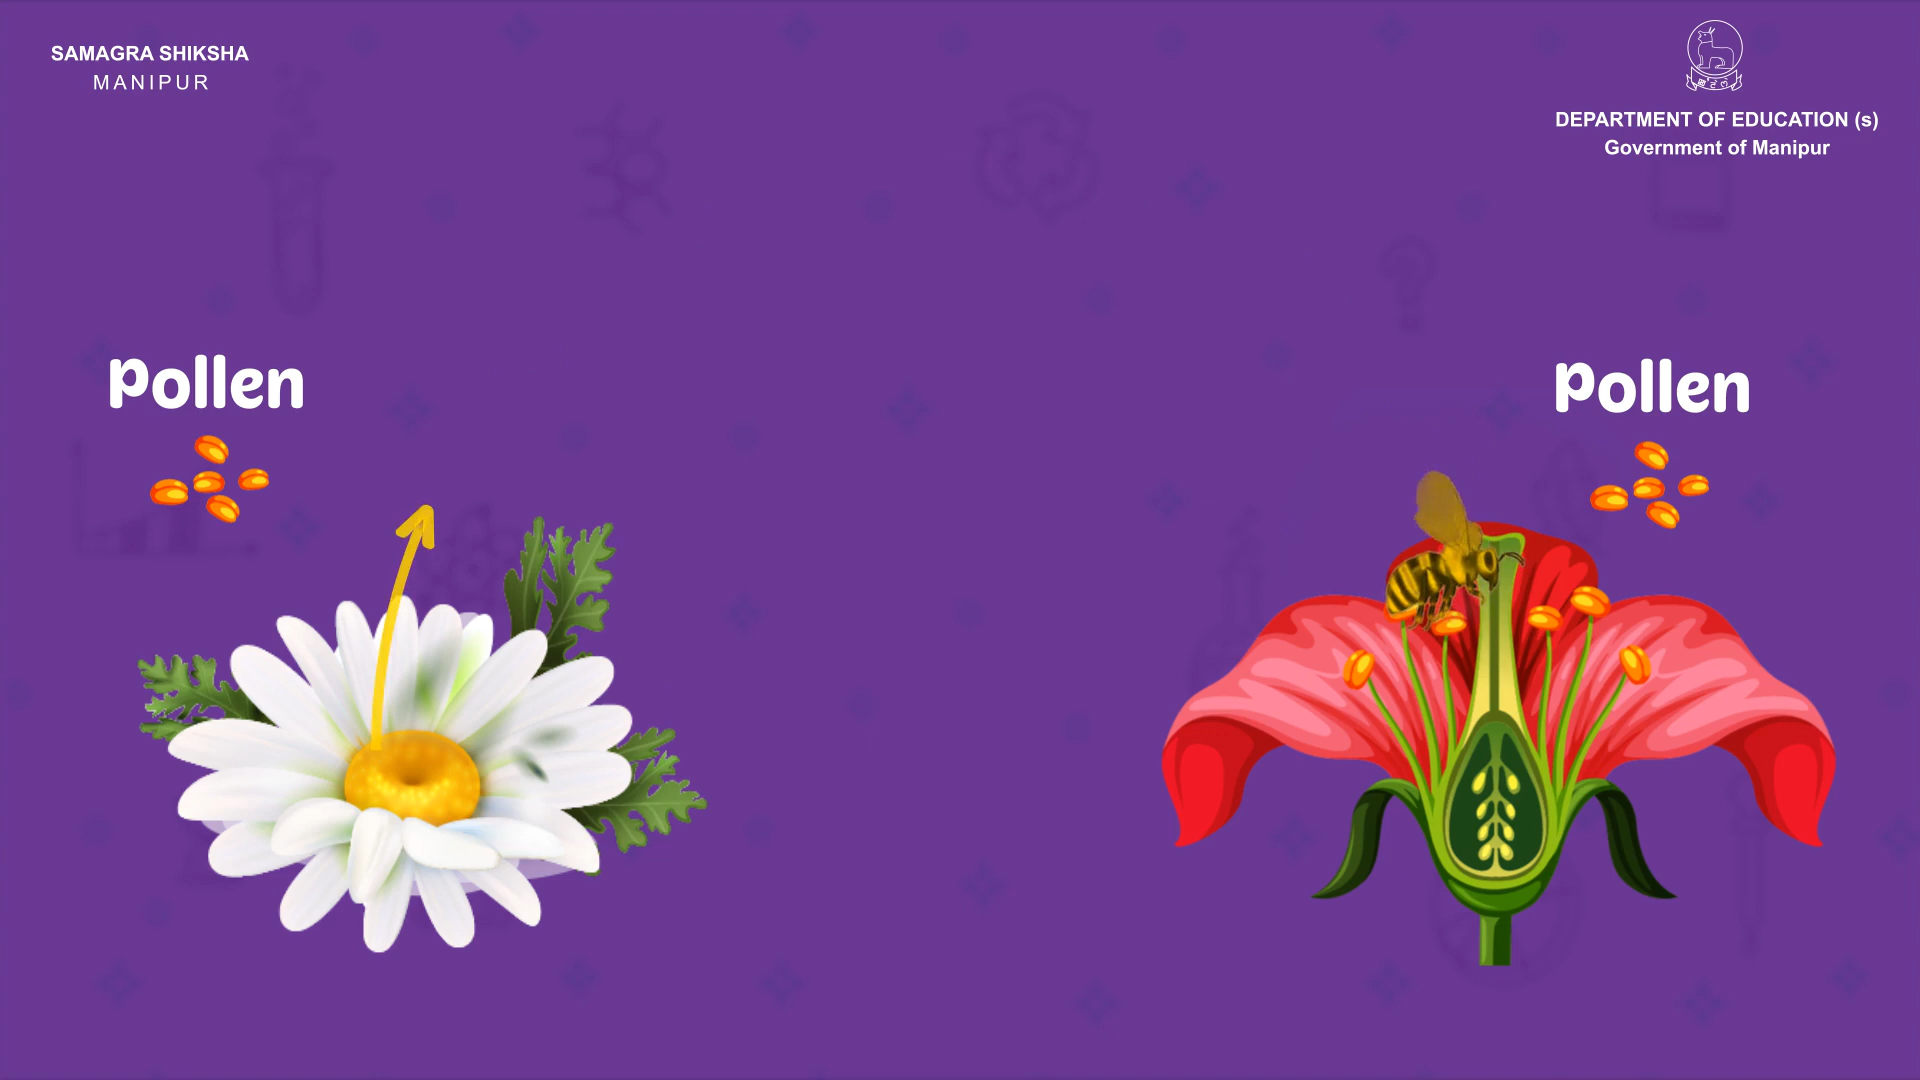 SAMAGRA SHIKSHA
MANIPUR
DEPARTMENT OF EDUCATION (s)
Government of Manipur
Pollen
Pollen